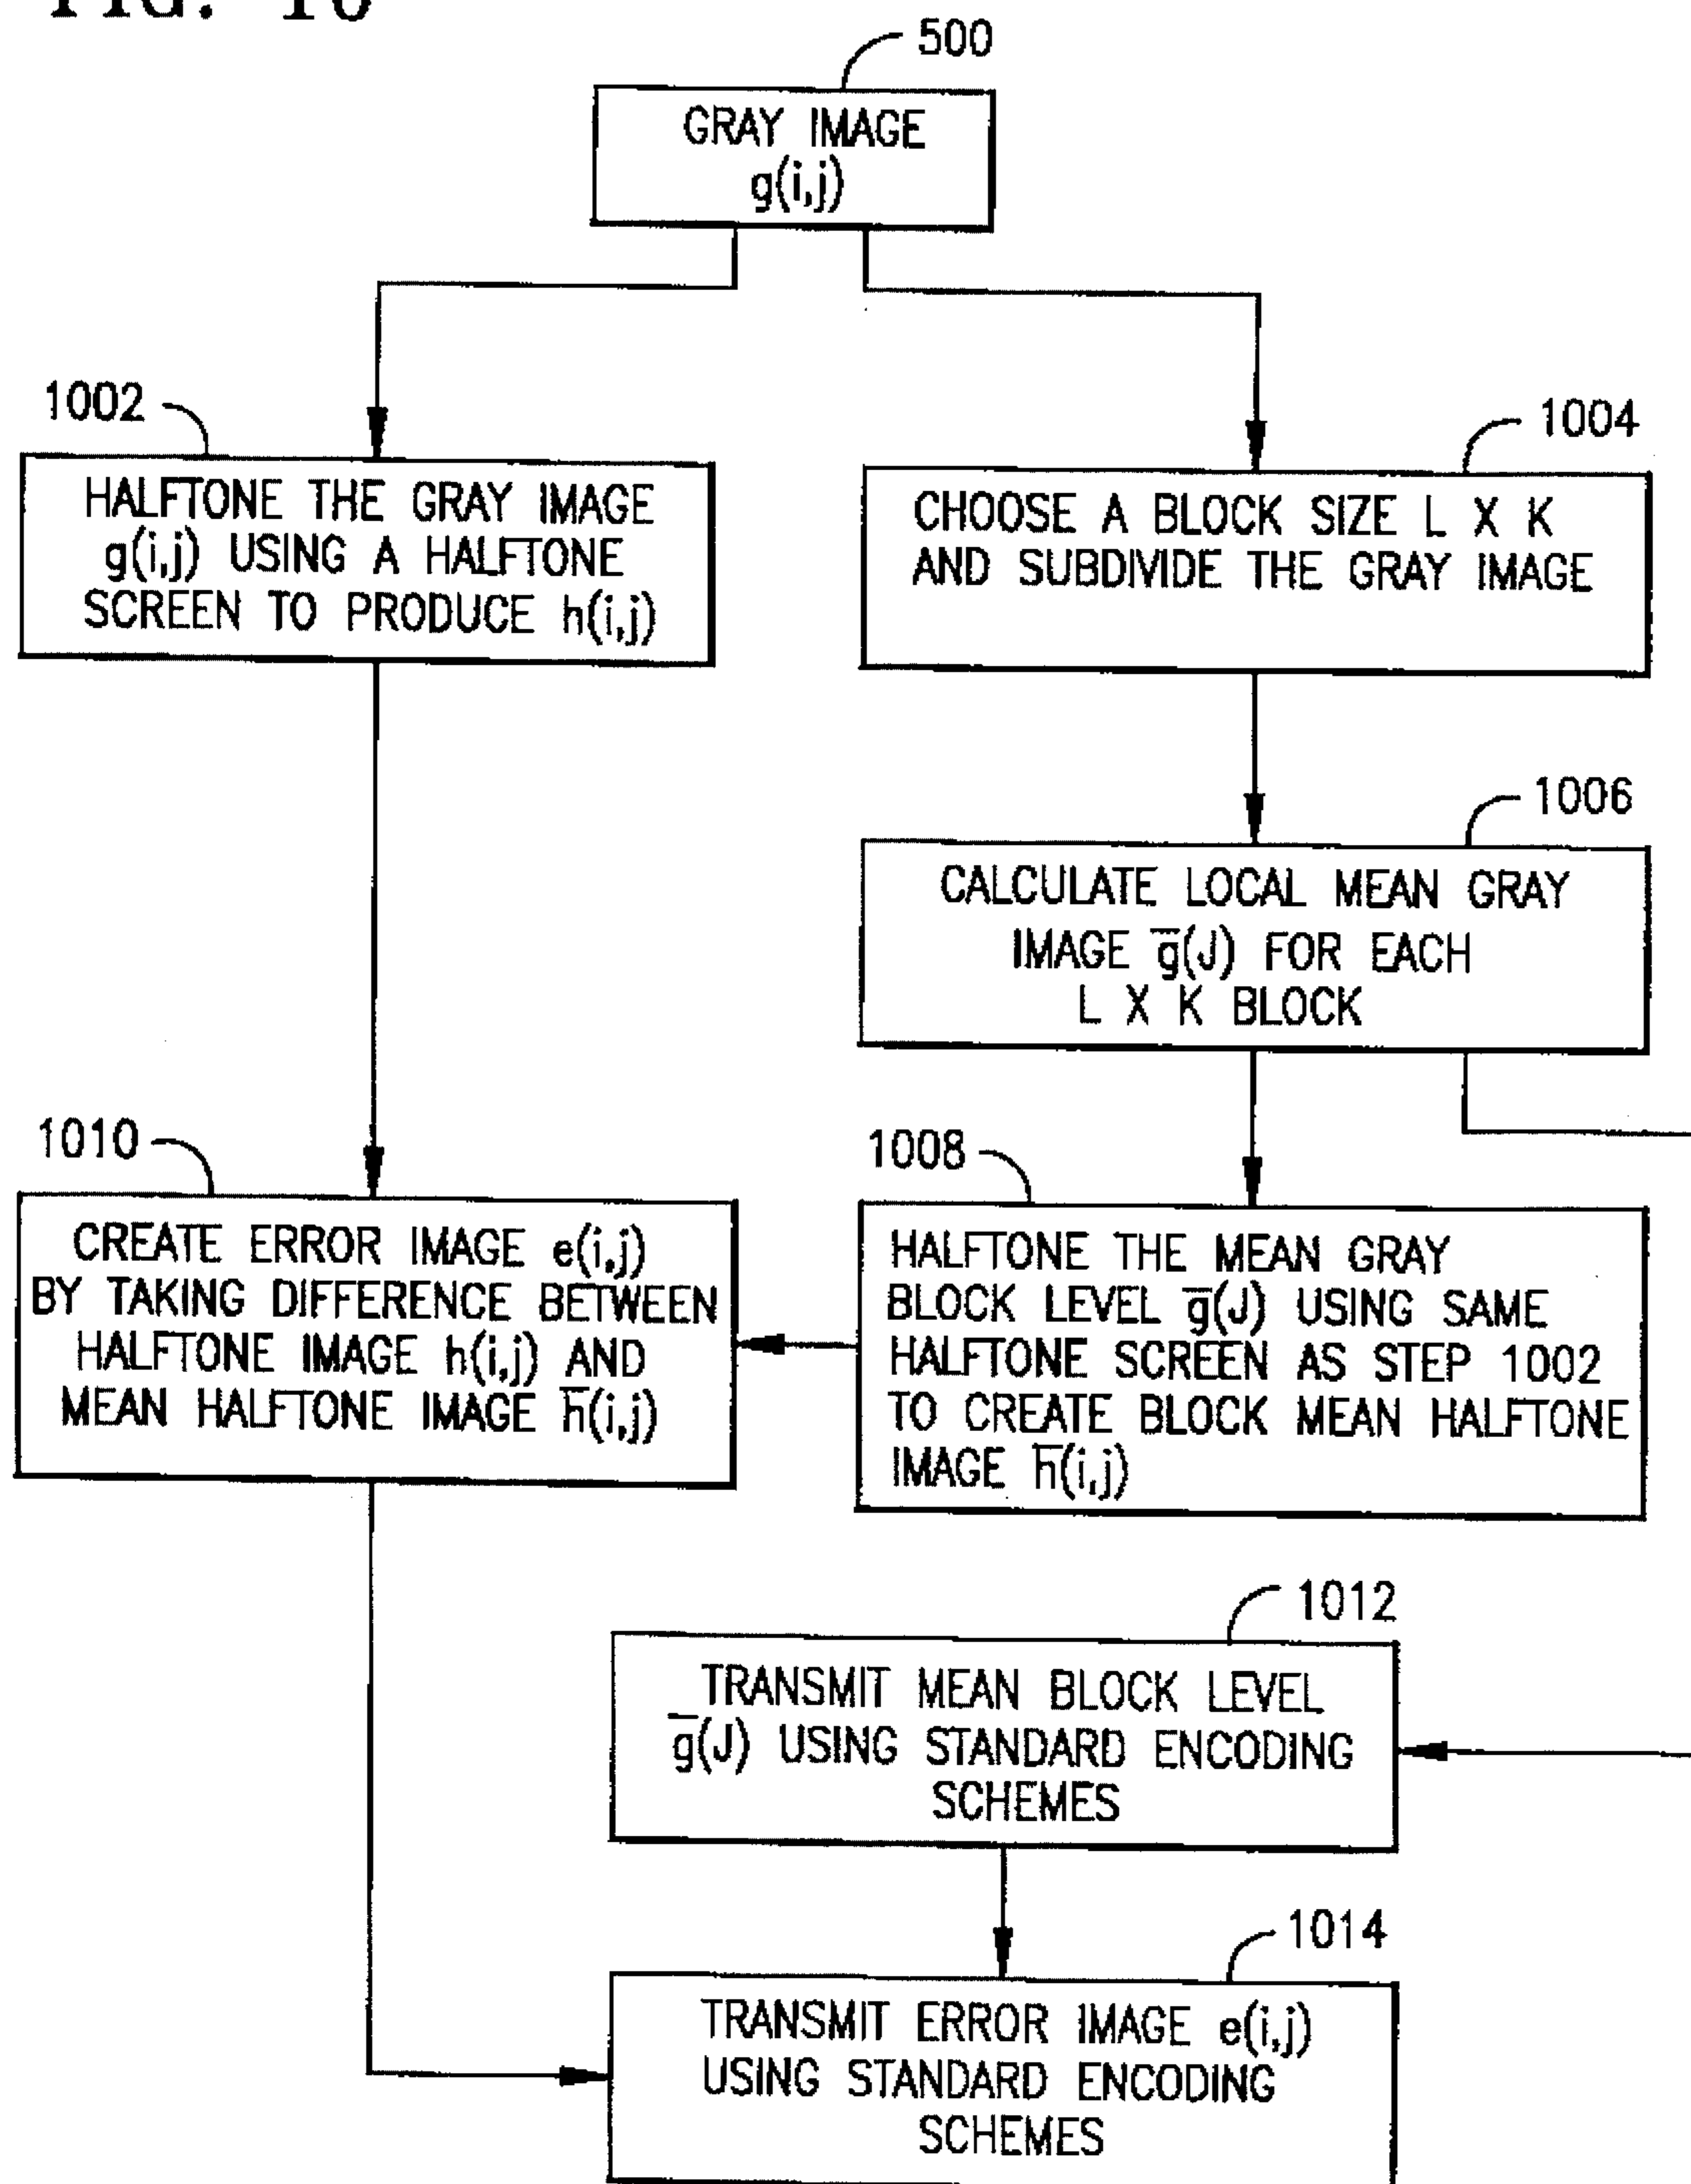 FIG. 10
500
GRAY IMAGE
g(i,j)
1002
HALFTONE THE GRAY IMAGE
g(i,j) USING A HALFTONE
SCREEN TO PRODUCE h(i,j)
1004
CHOOSE A BLOCK SIZE L X K
AND SUBDIVIDE THE GRAY IMAGE
1006
CALCULATE LOCAL MEAN GRAY
IMAGE g̅(J) FOR EACH
L X K BLOCK
1010
CREATE ERROR IMAGE e(i,j)
BY TAKING DIFFERENCE BETWEEN
HALFTONE IMAGE h(i,j) AND
MEAN HALFTONE IMAGE h̅(i,j)
1008
HALFTONE THE MEAN GRAY
BLOCK LEVEL g̅(J) USING SAME
HALFTONE SCREEN AS STEP 1002
TO CREATE BLOCK MEAN HALFTONE
IMAGE h̅(i,j)
1012
TRANSMIT MEAN BLOCK LEVEL
g̅(J) USING STANDARD ENCODING
SCHEMES
1014
TRANSMIT ERROR IMAGE e(i,j)
USING STANDARD ENCODING
SCHEMES